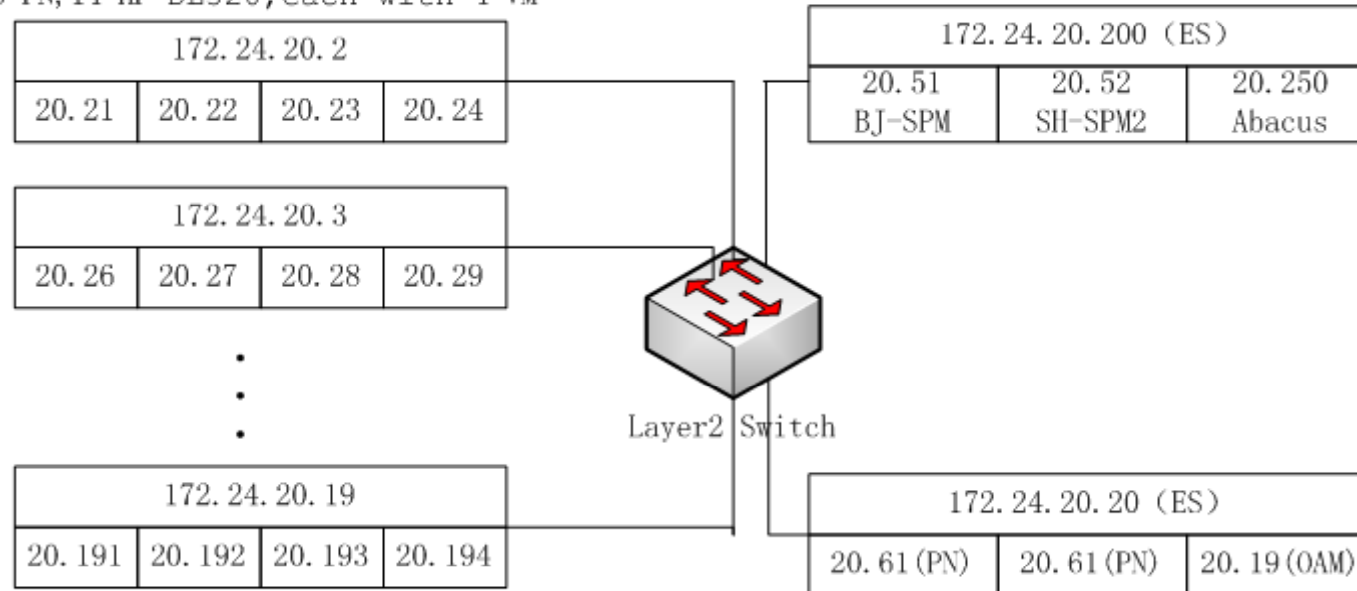 172.24.20.2
20.21 20.22 20.23 20.24
172.24.20.200 (ES)
20.51 20.52 20.250
BJ-SPM SH-SPM2 Abacus
172.24.20.3
20.26 20.27 20.28 20.29
Layer2 Switch
172.24.20.19
20.191 20.192 20.193 20.194
172.24.20.20 (ES)
20.61(PN) 20.61(PN) 20.19(OAM)